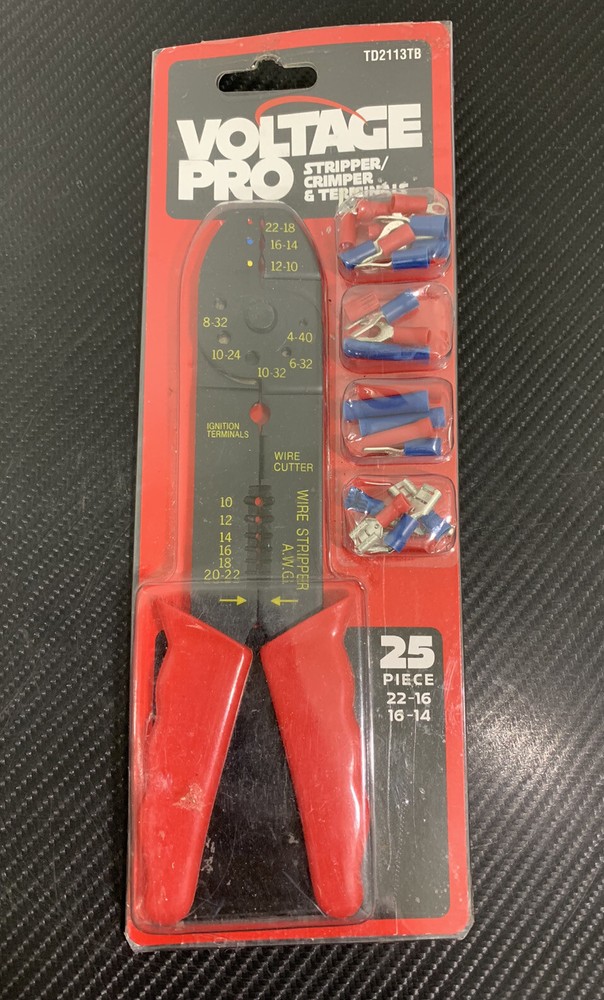 TD2113TB
VOLTAGE
PRO
STRIPPER/
CRIMPER
& TERMINALS
22-18
16-14
12-10
8-32
4-40
10-24
6-32
10-32
IGNITION
TERMINALS
WIRE
CUTTER
10
12
14
16
18
20-22
WIRE STRIPPER
A.W.G.
25
PIECE
22-16
16-14